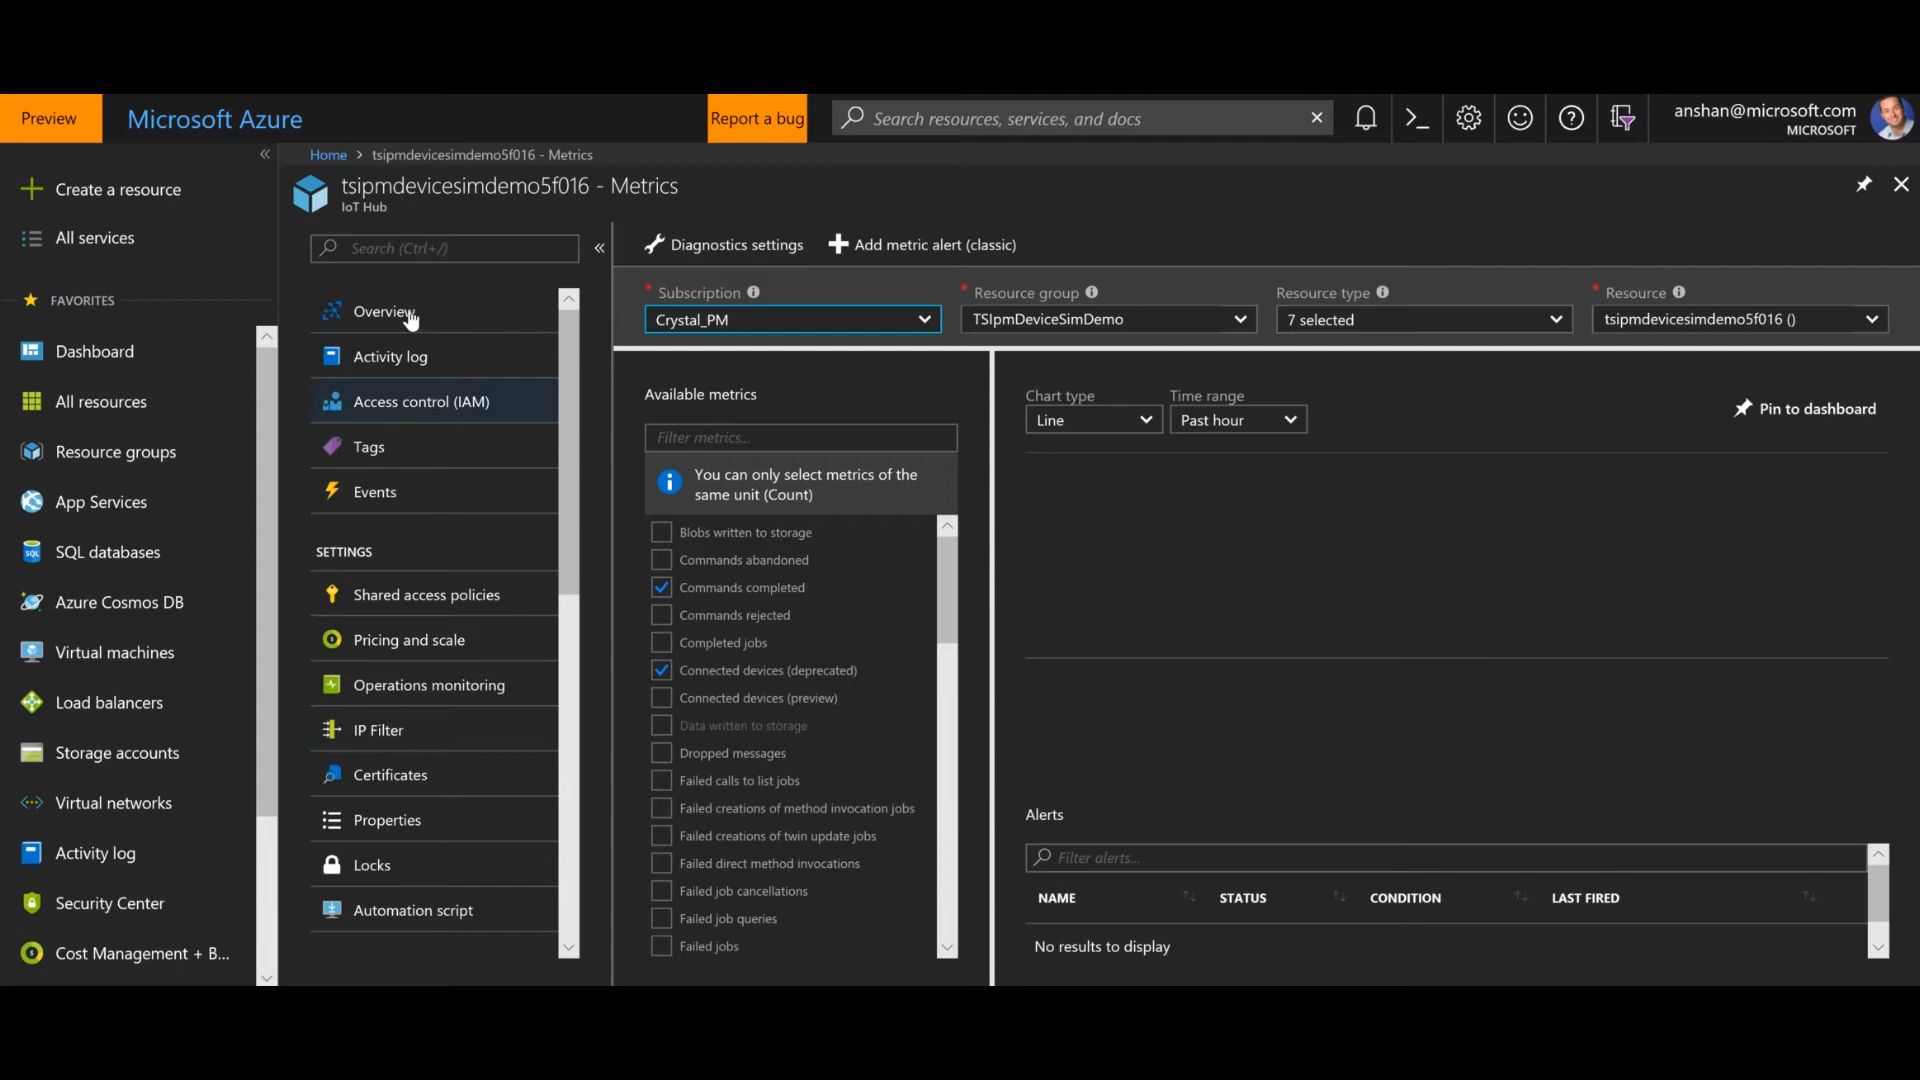 Preview
Microsoft Azure
Report a bug
Search resources, services, and docs
anshan@microsoft.com
MICROSOFT
Home > tsipmdevicesimdemo5f016 - Metrics
tsipmdevicesimdemo5f016 - Metrics
IoT Hub
Create a resource
All services
FAVORITES
Dashboard
All resources
Resource groups
App Services
SQL databases
Azure Cosmos DB
Virtual machines
Load balancers
Storage accounts
Virtual networks
Activity log
Security Center
Cost Management + B...
Search (Ctrl+/)
Overview
Activity log
Access control (IAM)
Tags
Events
SETTINGS
Shared access policies
Pricing and scale
Operations monitoring
IP Filter
Certificates
Properties
Locks
Automation script
Diagnostics settings
Add metric alert (classic)
* Subscription
Crystal_PM
* Resource group
TSIpmDeviceSimDemo
Resource type
7 selected
* Resource
tsipmdevicesimdemo5f016 ()
Available metrics
Filter metrics...
You can only select metrics of the
same unit (Count)
Blobs written to storage
Commands abandoned
Commands completed
Commands rejected
Completed jobs
Connected devices (deprecated)
Connected devices (preview)
Data written to storage
Dropped messages
Failed calls to list jobs
Failed creations of method invocation jobs
Failed creations of twin update jobs
Failed direct method invocations
Failed job cancellations
Failed job queries
Failed jobs
Chart type
Line
Time range
Past hour
Pin to dashboard
Alerts
Filter alerts...
NAME STATUS CONDITION LAST FIRED
No results to display